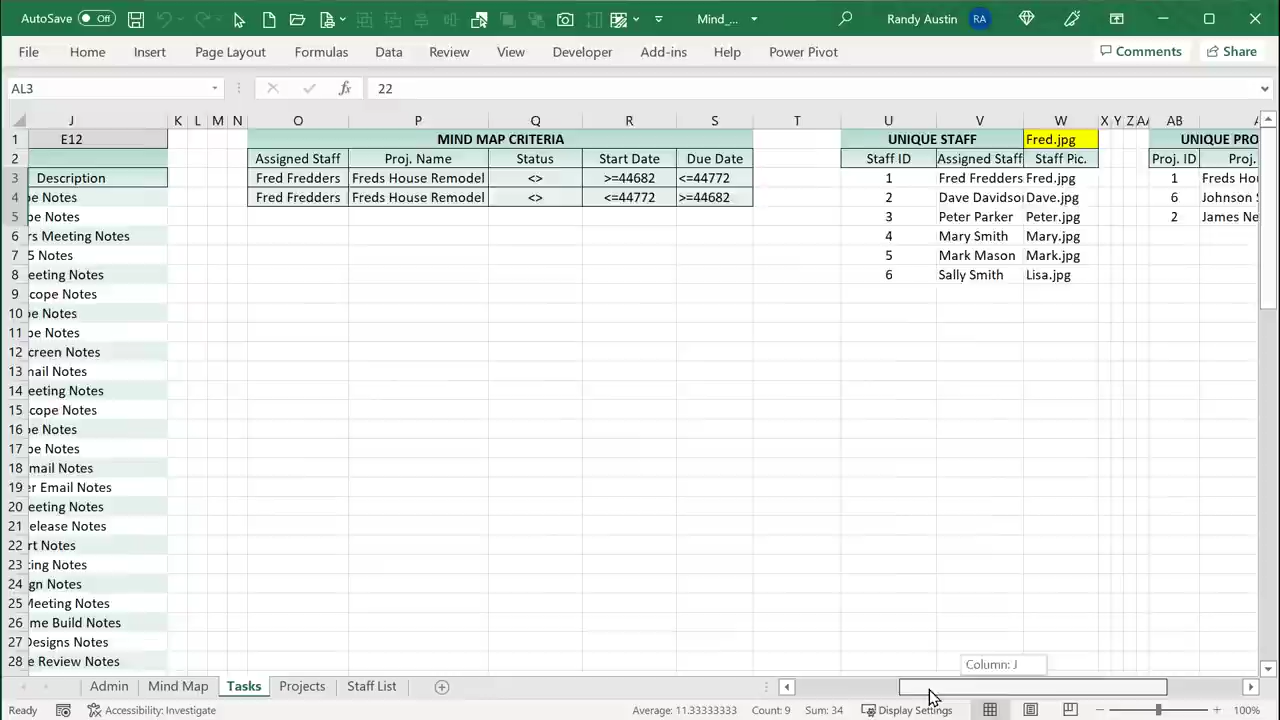 AutoSave Off Mind_... Randy Austin RA
File Home Insert Page Layout Formulas Data Review View Developer Add-ins Help Power Pivot Comments Share
AL3 fx 22
J K L M N O P Q R S T U V W X Y Z AA AB
1 E12 MIND MAP CRITERIA UNIQUE STAFF Fred.jpg UNIQUE PRO
2 Assigned Staff Proj. Name Status Start Date Due Date Staff ID Assigned Staff Staff Pic. Proj. ID Proj.
3 Description Fred Fredders Freds House Remodel <> >=44682 <=44772 1 Fred Fredders Fred.jpg 1 Freds Hou
4 pe Notes Fred Fredders Freds House Remodel <> <=44772 >=44682 2 Dave Davidso Dave.jpg 6 Johnson
5 pe Notes 3 Peter Parker Peter.jpg 2 James Ne
6 rs Meeting Notes 4 Mary Smith Mary.jpg
7 5 Notes 5 Mark Mason Mark.jpg
8 eeting Notes 6 Sally Smith Lisa.jpg
9 cope Notes
10 pe Notes
11 pe Notes
12 creen Notes
13 mail Notes
14 eeting Notes
15 cope Notes
16 pe Notes
17 pe Notes
18 mail Notes
19 er Email Notes
20 eeting Notes
21 elease Notes
22 rt Notes
23 ting Notes
24 gn Notes
25 Meeting Notes
26 me Build Notes
27 Designs Notes
28 e Review Notes
Column: J
Admin Mind Map Tasks Projects Staff List
Ready Accessibility: Investigate Average: 11.33333333 Count: 9 Sum: 34 Display Settings 100%